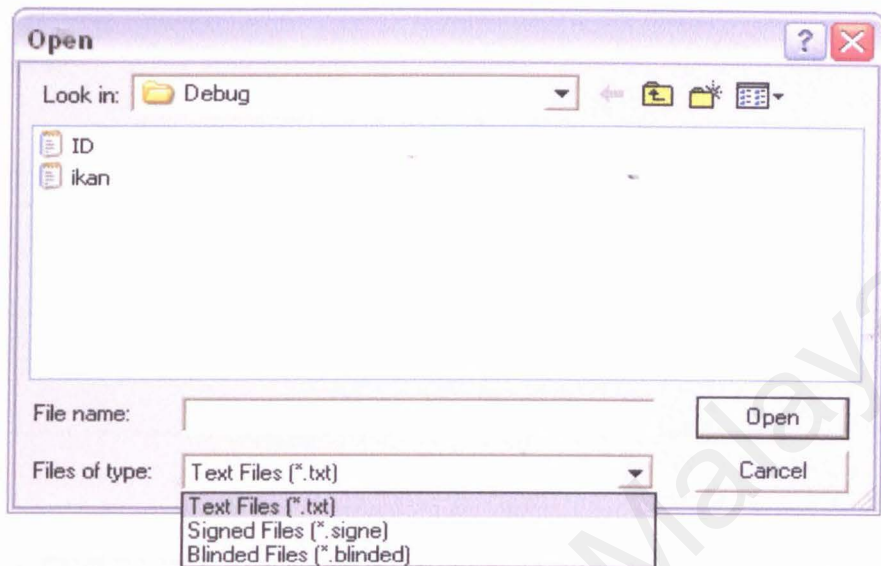 Open
Look in: Debug
ID
ikan
File name:
Open
Files of type: Text Files (*.txt)
Cancel
Text Files (*.txt)
Signed Files (*.signe)
Blinded Files (*.blinded)
Malaya